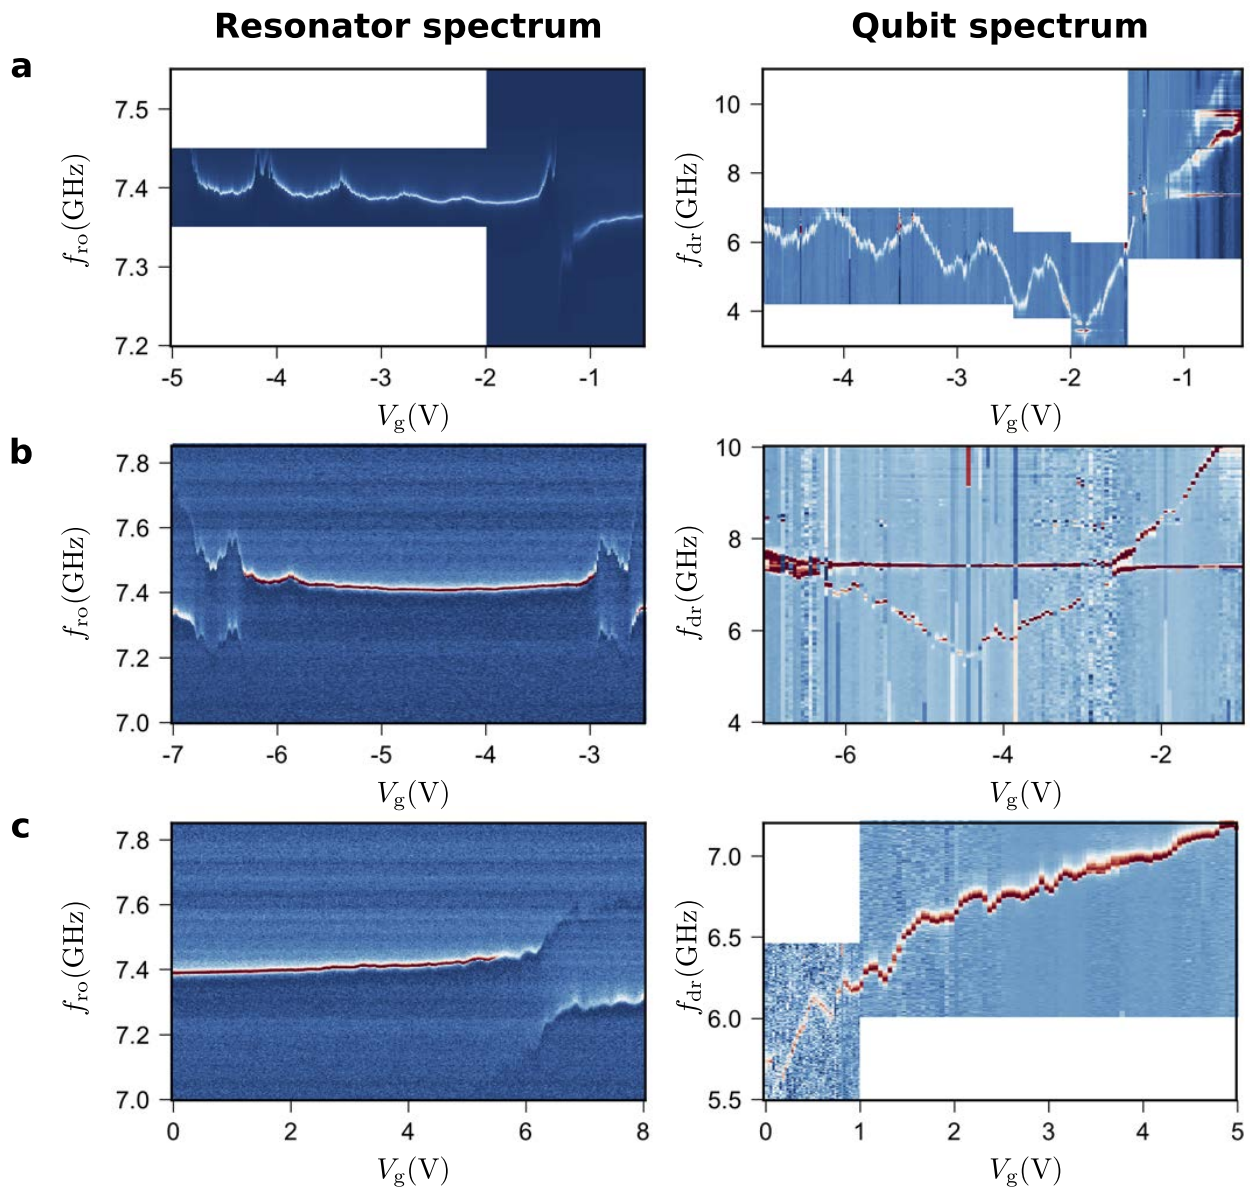 Resonator spectrum
Qubit spectrum
a
7.5
7.4
7.3
7.2
f_ro(GHz)
-5 -4 -3 -2 -1
V_g(V)
10
8
6
4
f_dr(GHz)
-4 -3 -2 -1
V_g(V)
b
7.8
7.6
7.4
7.2
7.0
f_ro(GHz)
-7 -6 -5 -4 -3
V_g(V)
10
8
6
4
f_dr(GHz)
-6 -4 -2
V_g(V)
c
7.8
7.6
7.4
7.2
7.0
f_ro(GHz)
0 2 4 6 8
V_g(V)
7.0
6.5
6.0
5.5
f_dr(GHz)
0 1 2 3 4 5
V_g(V)